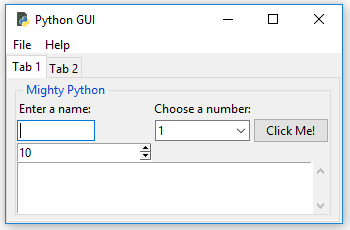 Python GUI
File Help
Tab 1 Tab 2
Mighty Python
Enter a name: Choose a number:
1 Click Me!
10